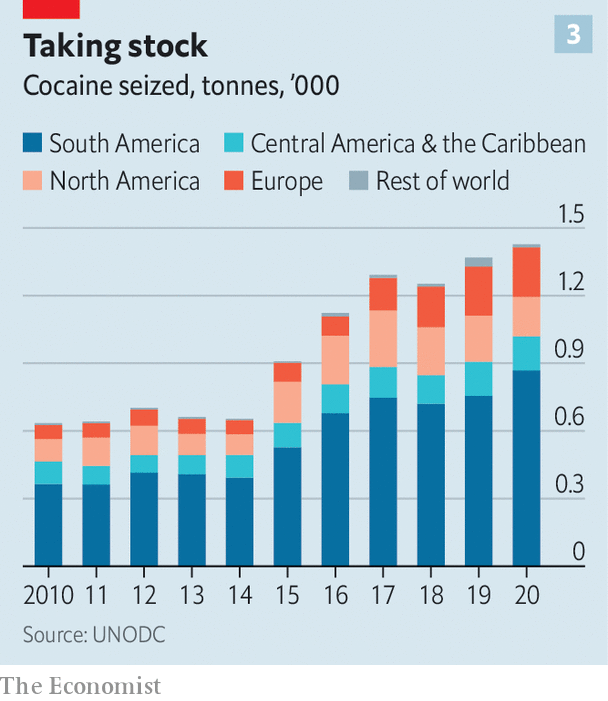 Taking stock
3
Cocaine seized, tonnes, ’000
South America
Central America & the Caribbean
North America
Europe
Rest of world
1.5
1.2
0.9
0.6
0.3
0
2010 11 12 13 14 15 16 17 18 19 20
Source: UNODC
The Economist